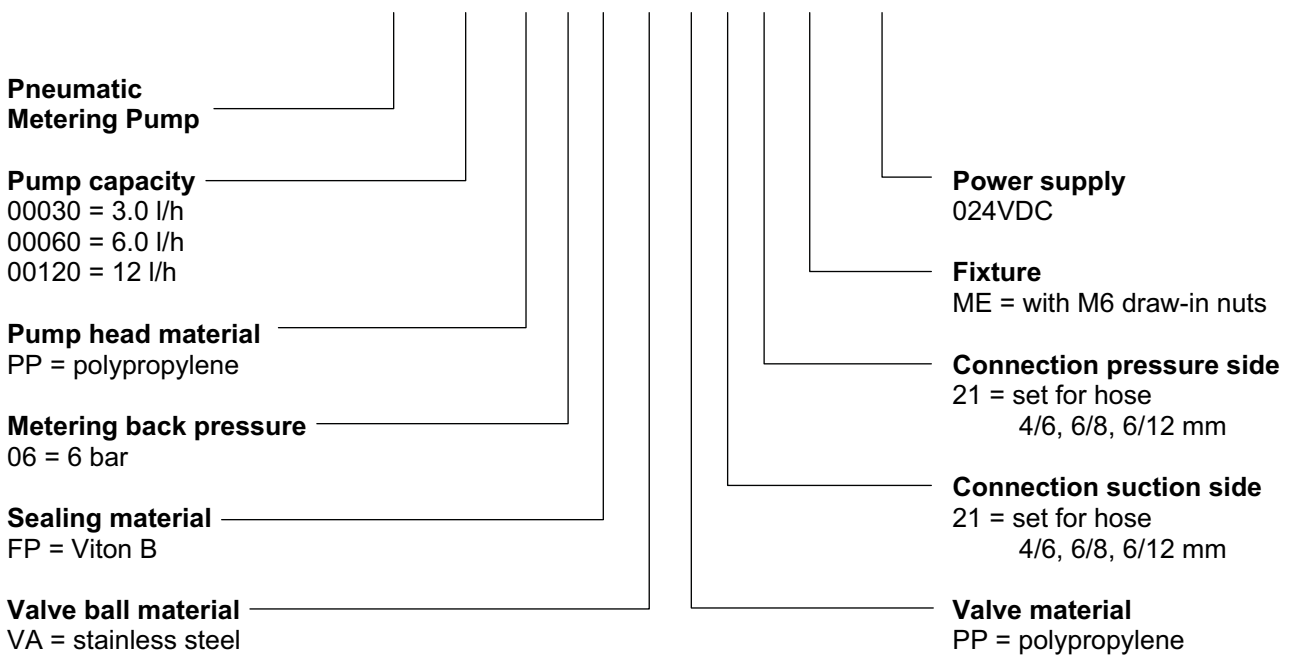 Pneumatic
Metering Pump
Pump capacity
00030 = 3.0 l/h
00060 = 6.0 l/h
00120 = 12 l/h
Pump head material
PP = polypropylene
Metering back pressure
06 = 6 bar
Sealing material
FP = Viton B
Valve ball material
VA = stainless steel
Power supply
024VDC
Fixture
ME = with M6 draw-in nuts
Connection pressure side
21 = set for hose
4/6, 6/8, 6/12 mm
Connection suction side
21 = set for hose
4/6, 6/8, 6/12 mm
Valve material
PP = polypropylene